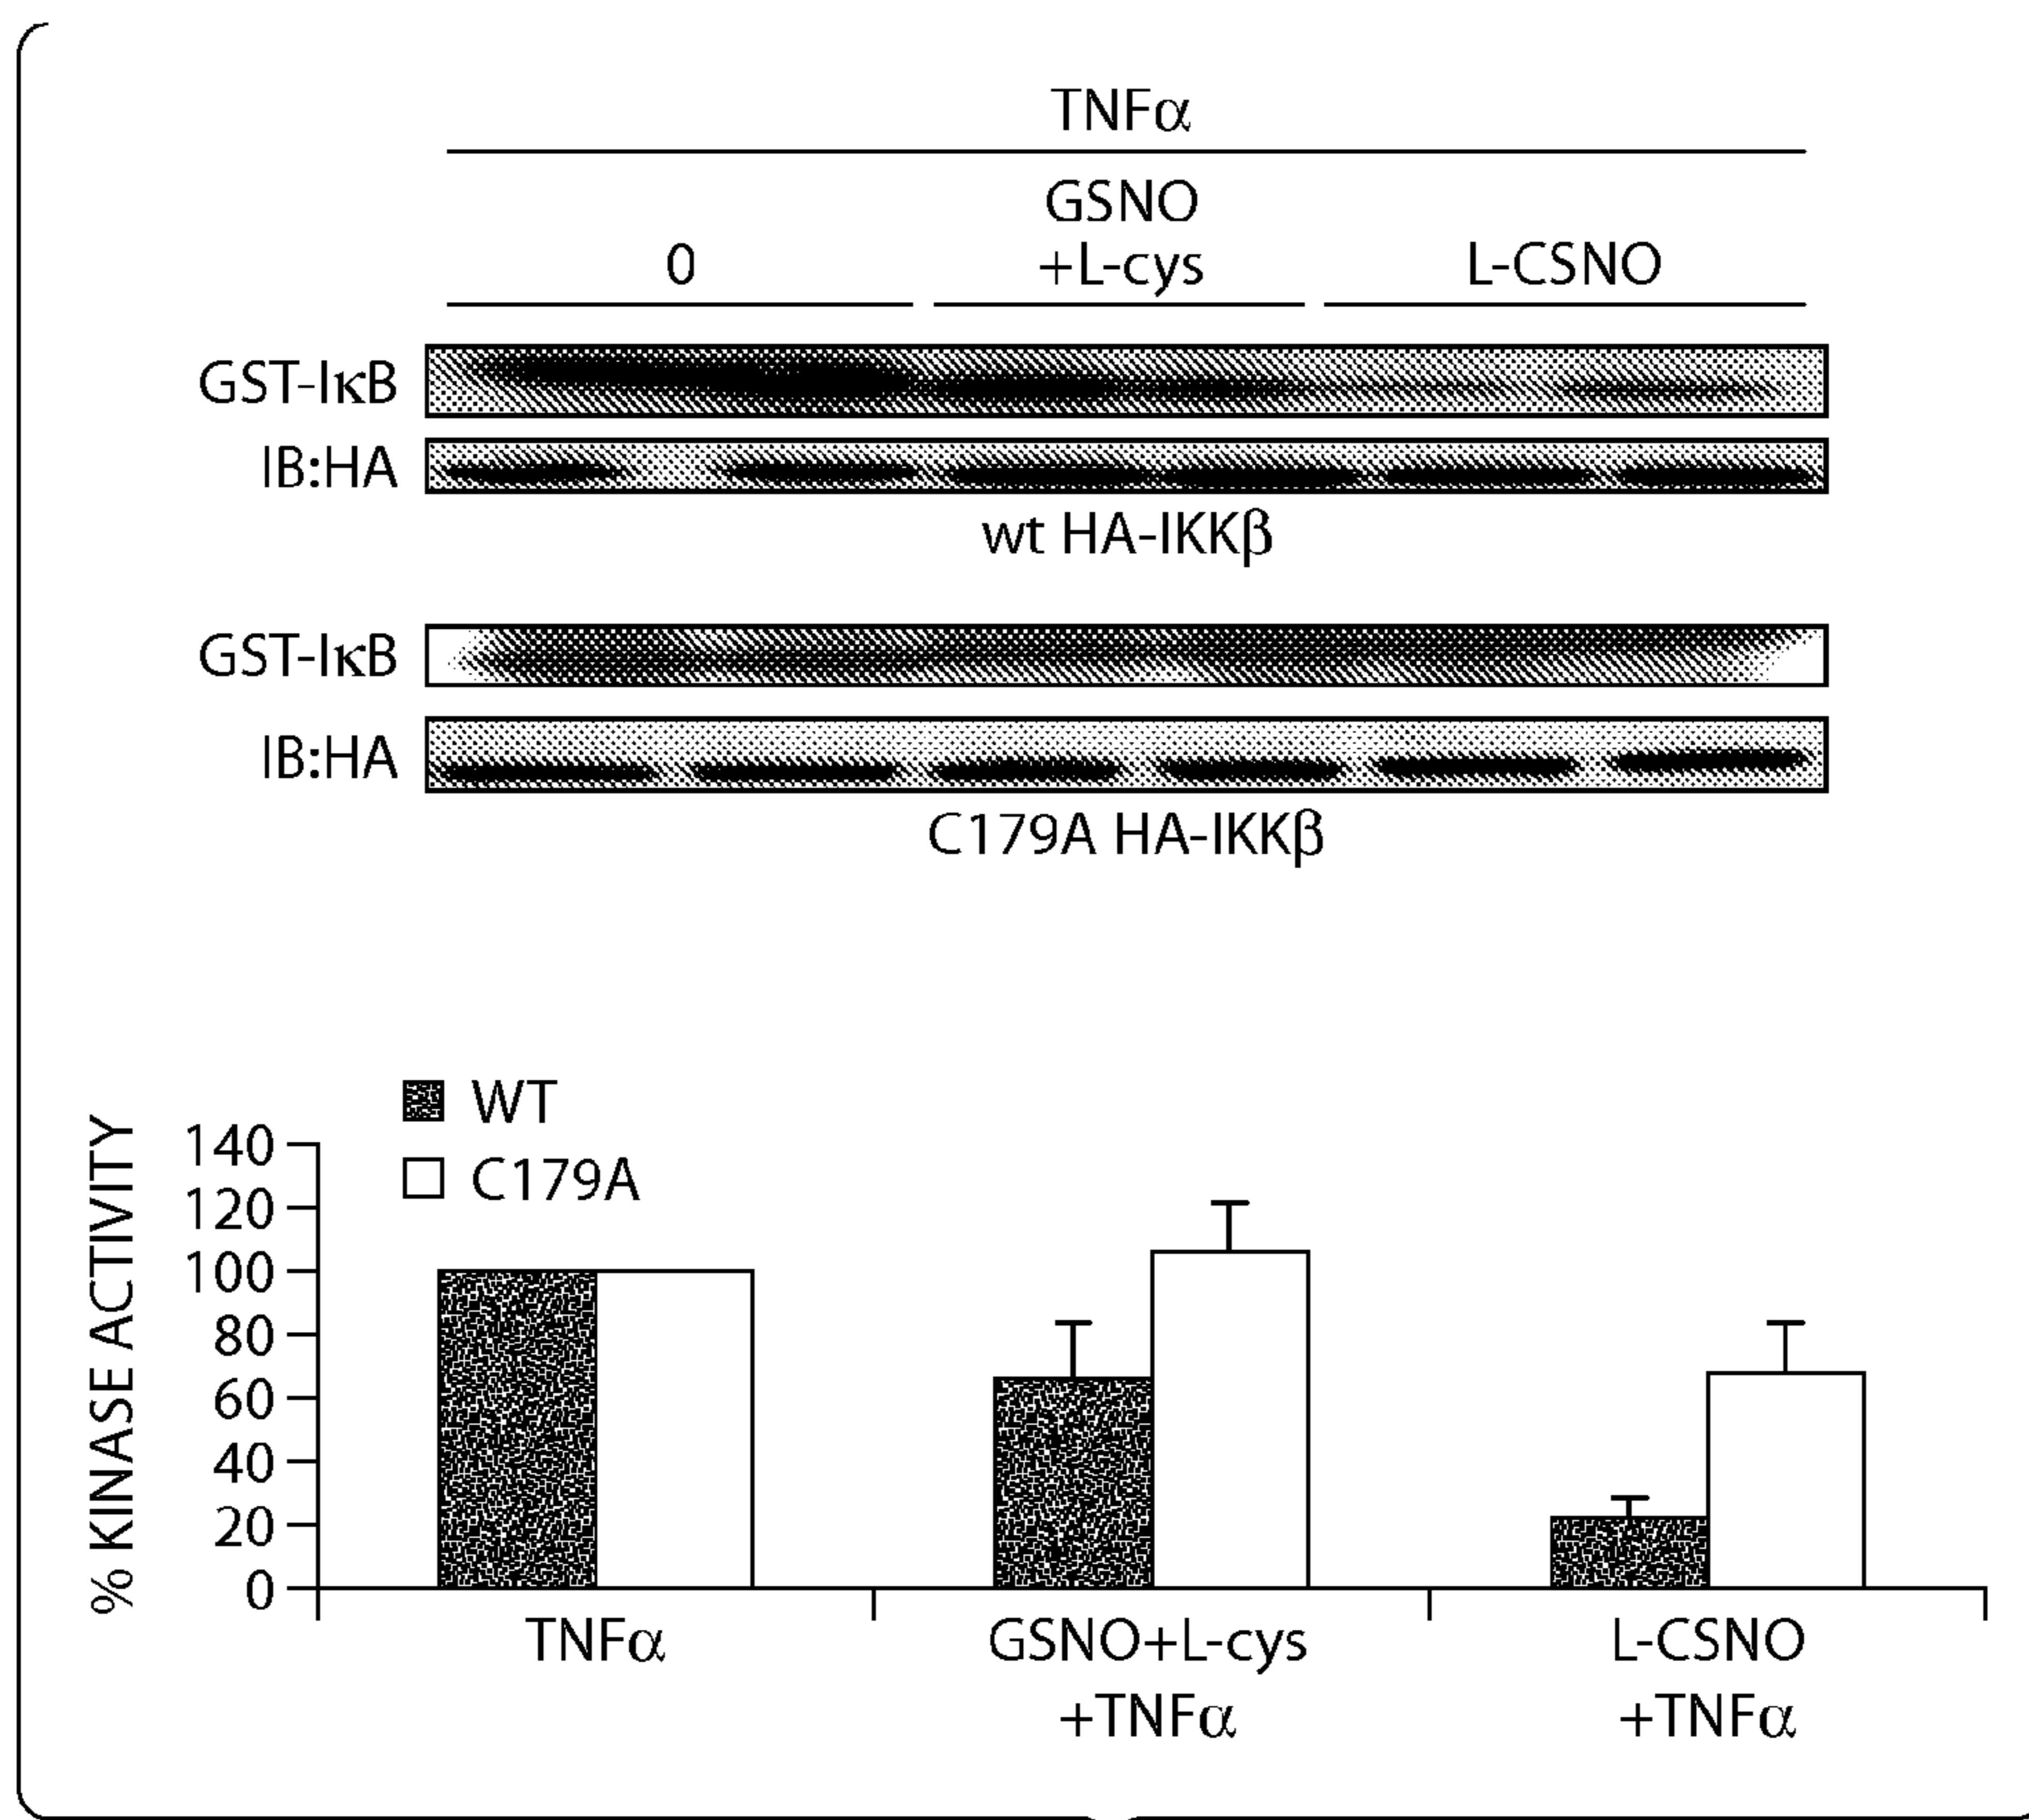 TNFα
GSNO
0 +L-cys L-CSNO
GST-IκB
IB:HA
wt HA-IKKβ
GST-IκB
IB:HA
C179A HA-IKKβ
WT
C179A
% KINASE ACTIVITY
140
120
100
80
60
40
20
0
TNFα GSNO+L-cys L-CSNO
+TNFα +TNFα